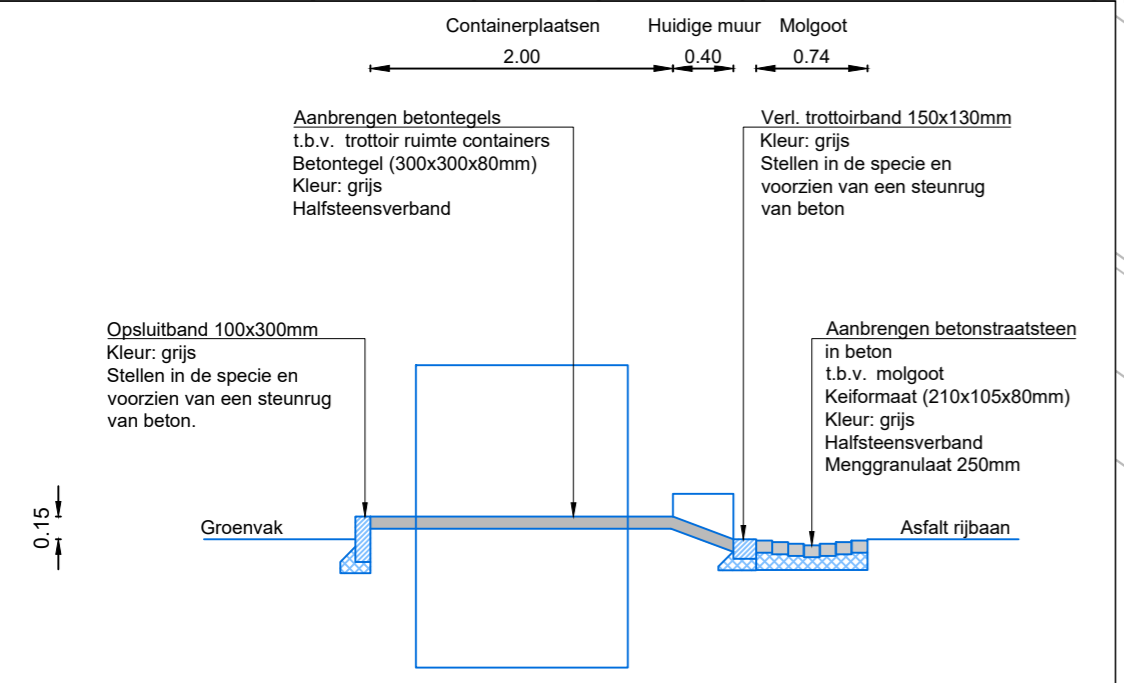 Containerplaatsen
Huidige muur
Molgoot
2.00
0.40
0.74
Aanbrengen betontegels
t.b.v. trottoir ruimte containers
Betontegel (300x300x80mm)
Kleur: grijs
Halfsteensverband
Verl. trottoirband 150x130mm
Kleur: grijs
Stellen in de specie en
voorzien van een steunrug
van beton
Opsluitband 100x300mm
Kleur: grijs
Stellen in de specie en
voorzien van een steunrug
van beton.
Aanbrengen betonstraatsteen
in beton
t.b.v. molgoot
Keiformaat (210x105x80mm)
Kleur: grijs
Halfsteensverband
Menggranulaat 250mm
0.15
Groenvak
Asfalt rijbaan